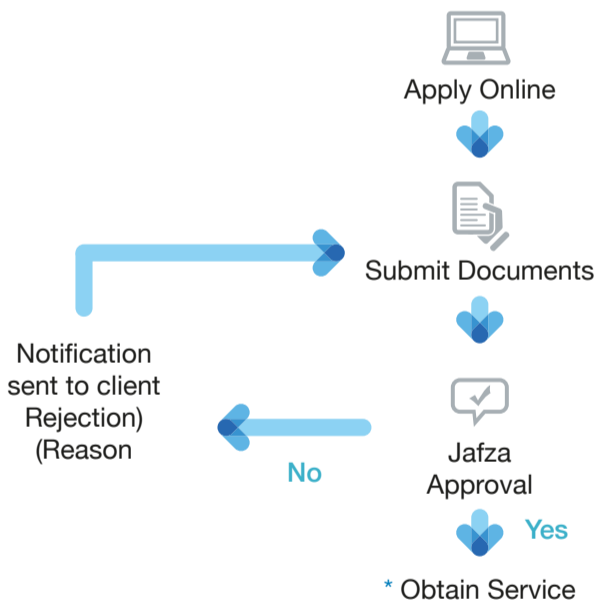 Apply Online
Submit Documents
Notification
sent to client
Rejection)
(Reason
No
Jafza
Approval
Yes
* Obtain Service